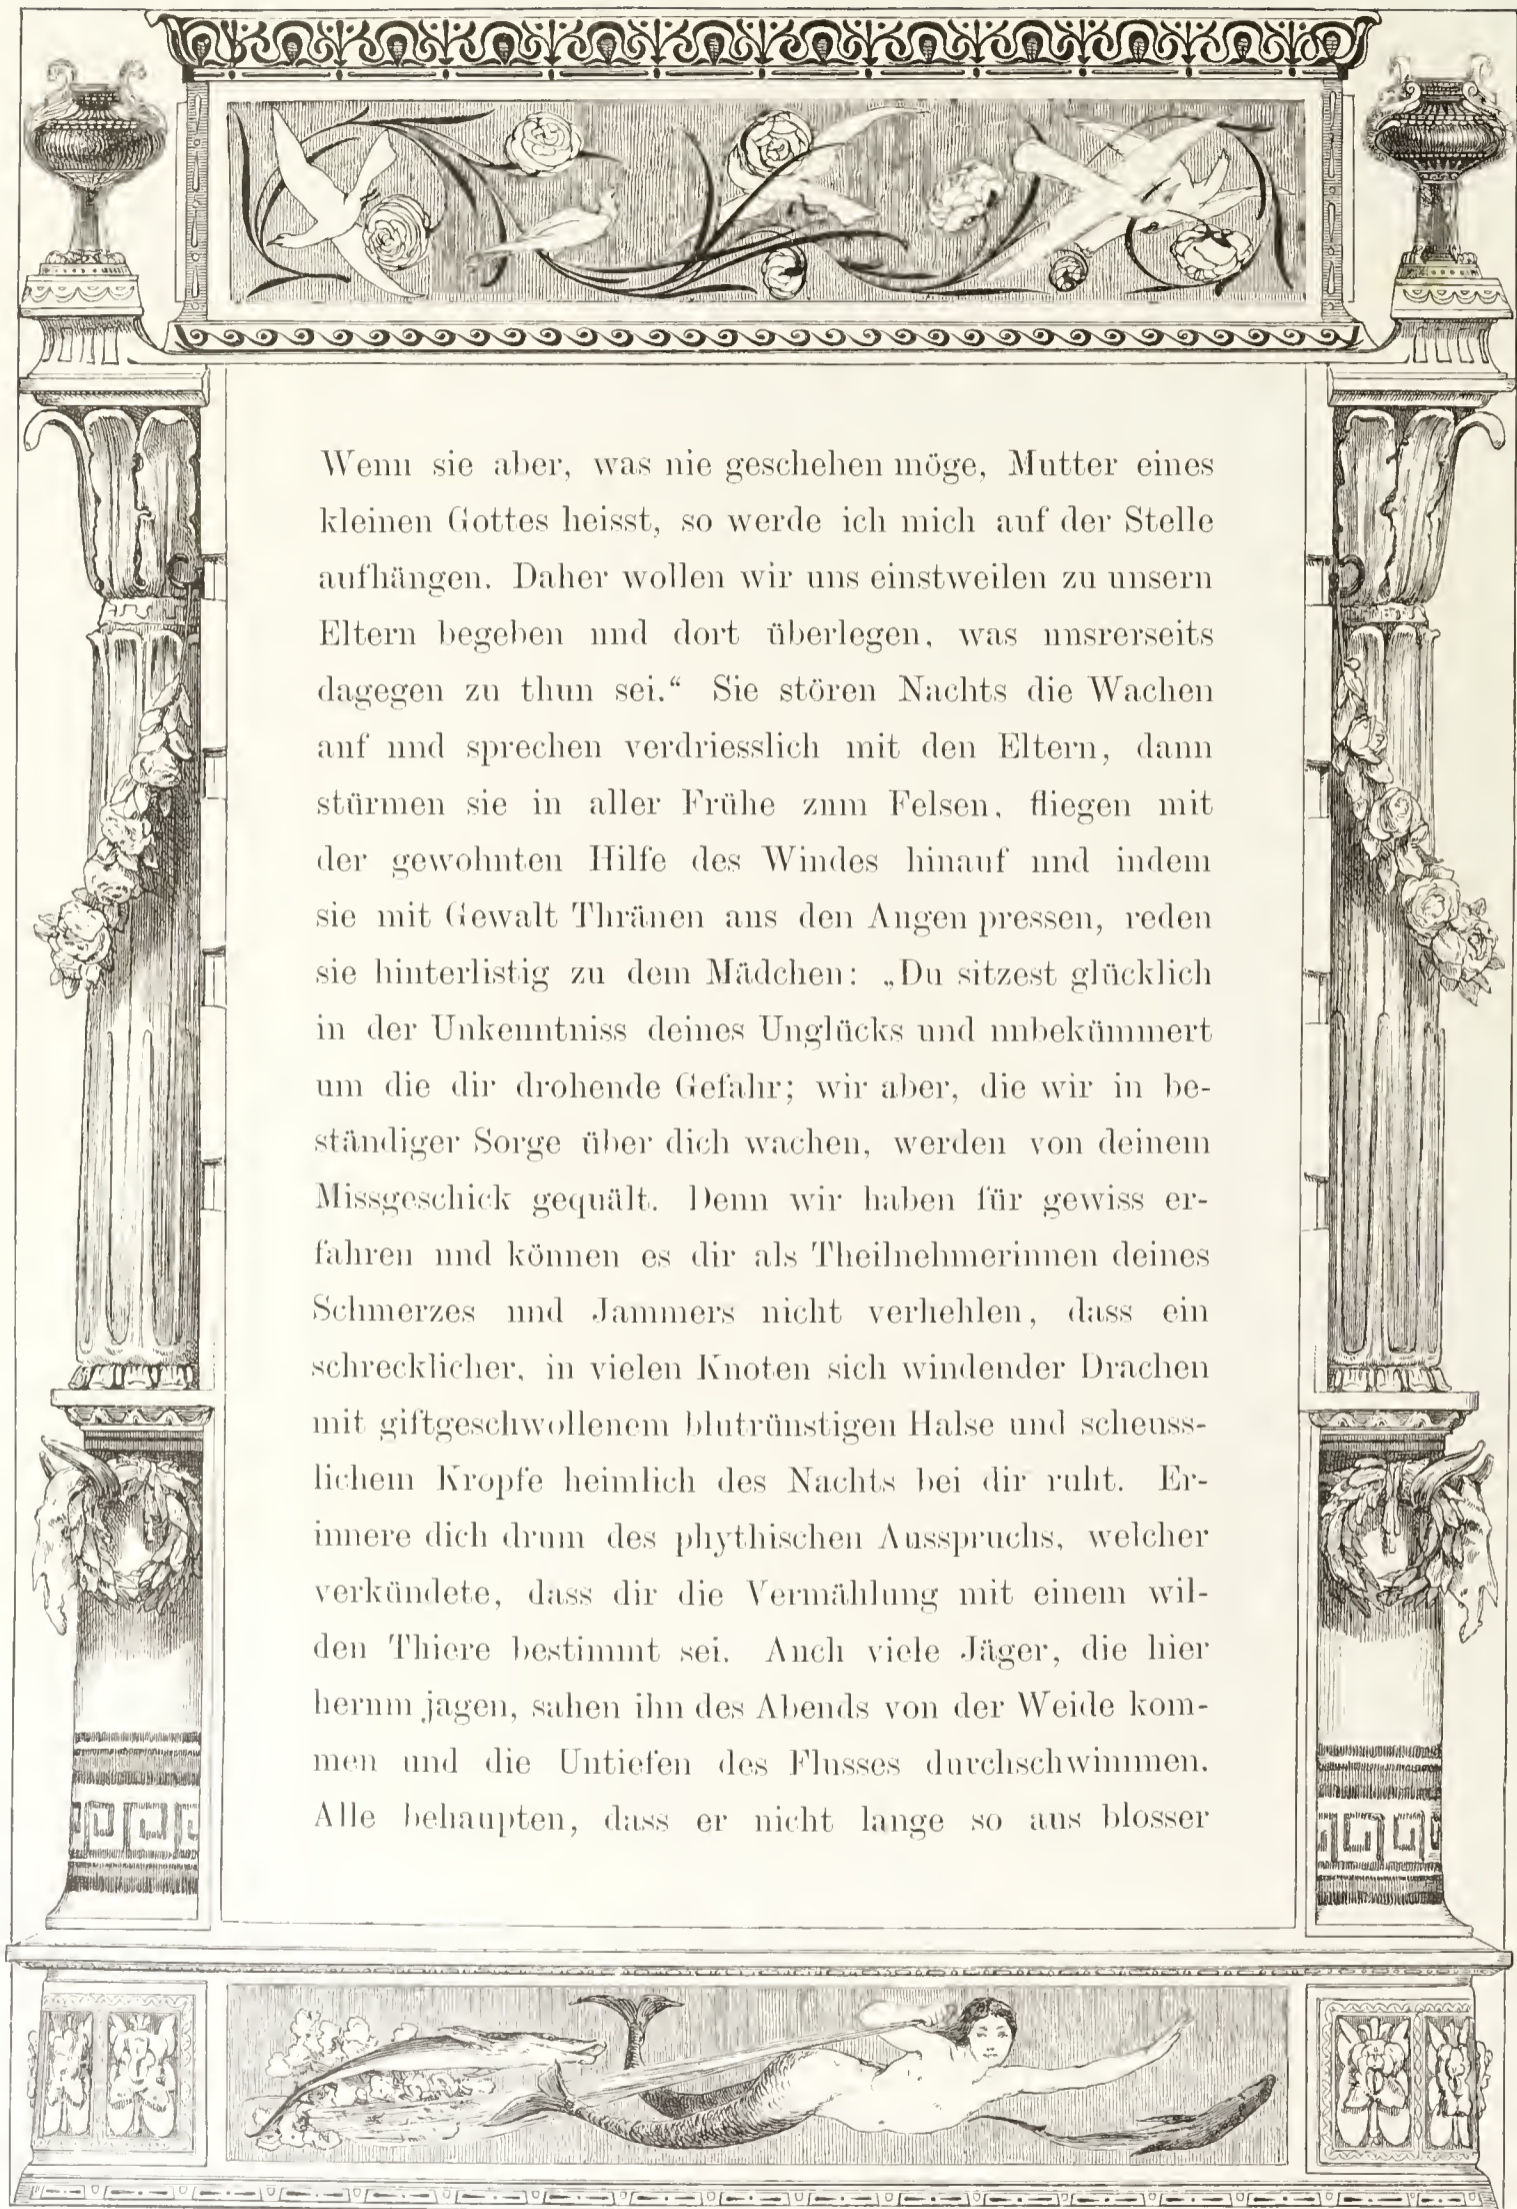 Wenn sie aber, was nie geschehen möge, Mutter eines
kleinen Gottes heisst, so werde ich mich auf der Stelle
aufhängen. Daher wollen wir uns einstweilen zu unsern
Eltern begeben und dort überlegen, was unsrerseits
dagegen zu thun sei.“ Sie stören Nachts die Wachen
auf und sprechen verdriesslich mit den Eltern, dann
stürmen sie in aller Frühe zum Felsen, fliegen mit
der gewohnten Hilfe des Windes hinauf und indem
sie mit Gewalt Thränen aus den Augen pressen, reden
sie hinterlistig zu dem Mädchen: „Du sitzest glücklich
in der Unkenntniss deines Unglücks und unbekümmert
um die dir drohende Gefahr; wir aber, die wir in be-
ständiger Sorge über dich wachen, werden von deinem
Missgeschick gequält. Denn wir haben für gewiss er-
fahren und können es dir als Theilnehmerinnen deines
Schmerzes und Jammers nicht verhehlen, dass ein
schrecklicher, in vielen Knoten sich windender Drachen
mit giftgeschwollenem blutrünstigen Halse und scheuss-
lichem Kropfe heimlich des Nachts bei dir ruht. Er-
innere dich drum des phythischen Ausspruchs, welcher
verkündete, dass dir die Vermählung mit einem wil-
den Thiere bestimmt sei. Auch viele Jäger, die hier
herum jagen, sahen ihn des Abends von der Weide kom-
men und die Untiefen des Flusses durchschwimmen.
Alle behaupten, dass er nicht lange so aus blosser